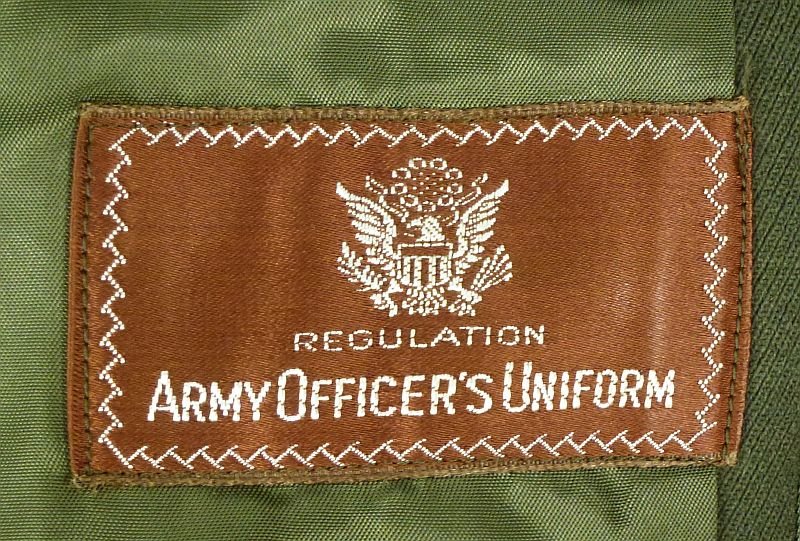 REGULATION
ARMY OFFICER'S UNIFORM